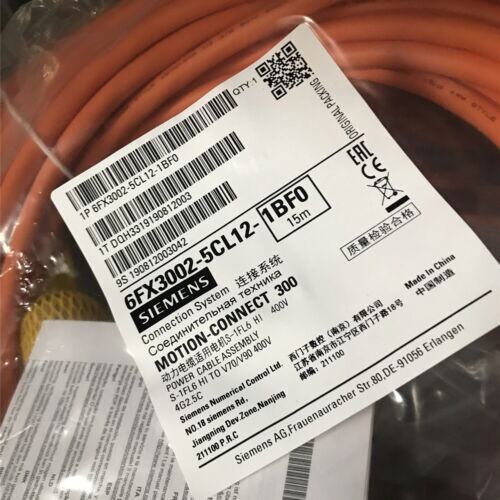 QTY:1
ORIGINAL PACKING
1P 6FX3002-5CL12-1BF0
1T DQH3319190812003
9S 190812003042
6FX3002-5CL12-
1BF0
15m
SIEMENS
EAC
CE
质量检验合格
Connection System 连接系统
Соединительная техника
MOTION-CONNECT 300
动力电缆适用电机S-1FL6 HI 400V
POWER CABLE ASSEMBLY
S-1FL6 HI TO V70/V90 400V
4G2.5C
Made in China
中国制造
Siemens Numerical Control Ltd.
NO.18 siemens Rd,
Jiangning Dev.Zone,Nanjing
211100 P.R.C
西门子数控（南京）有限公司
江苏省南京市江宁区西门子路18号
邮编：211100
Siemens AG,Frauenauracher Str 80,DE-91056 Erlangen